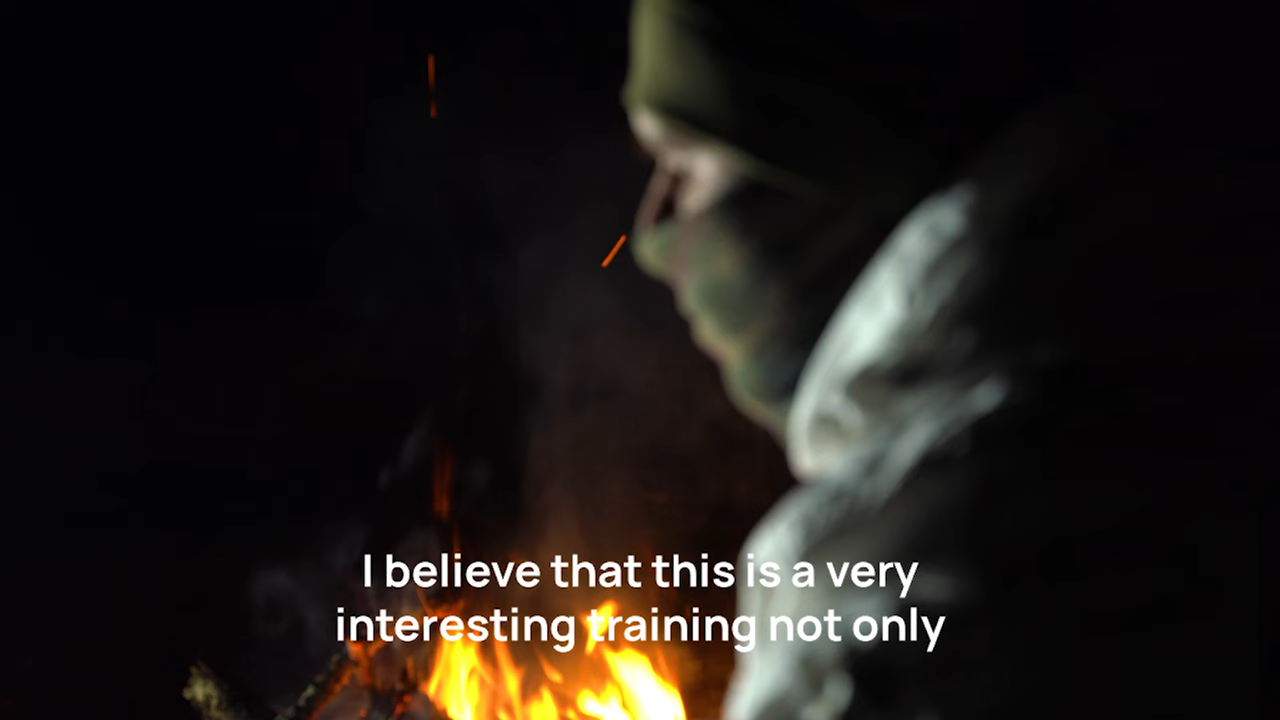 I believe that this is a very
interesting training not only